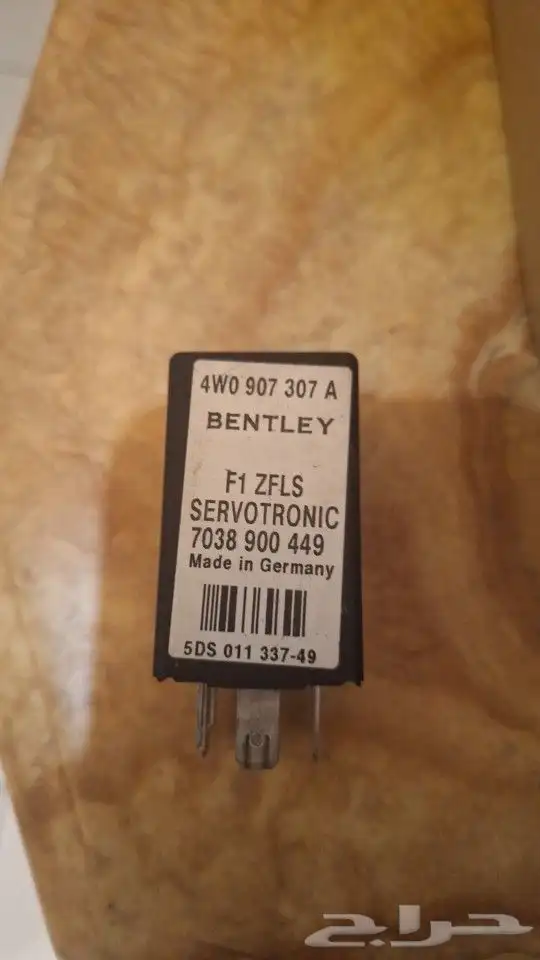 4W0 907 307 A
BENTLEY
F1 ZFLS
SERVOTRONIC
7038 900 449
Made in Germany
5DS 011 337-49
حراج